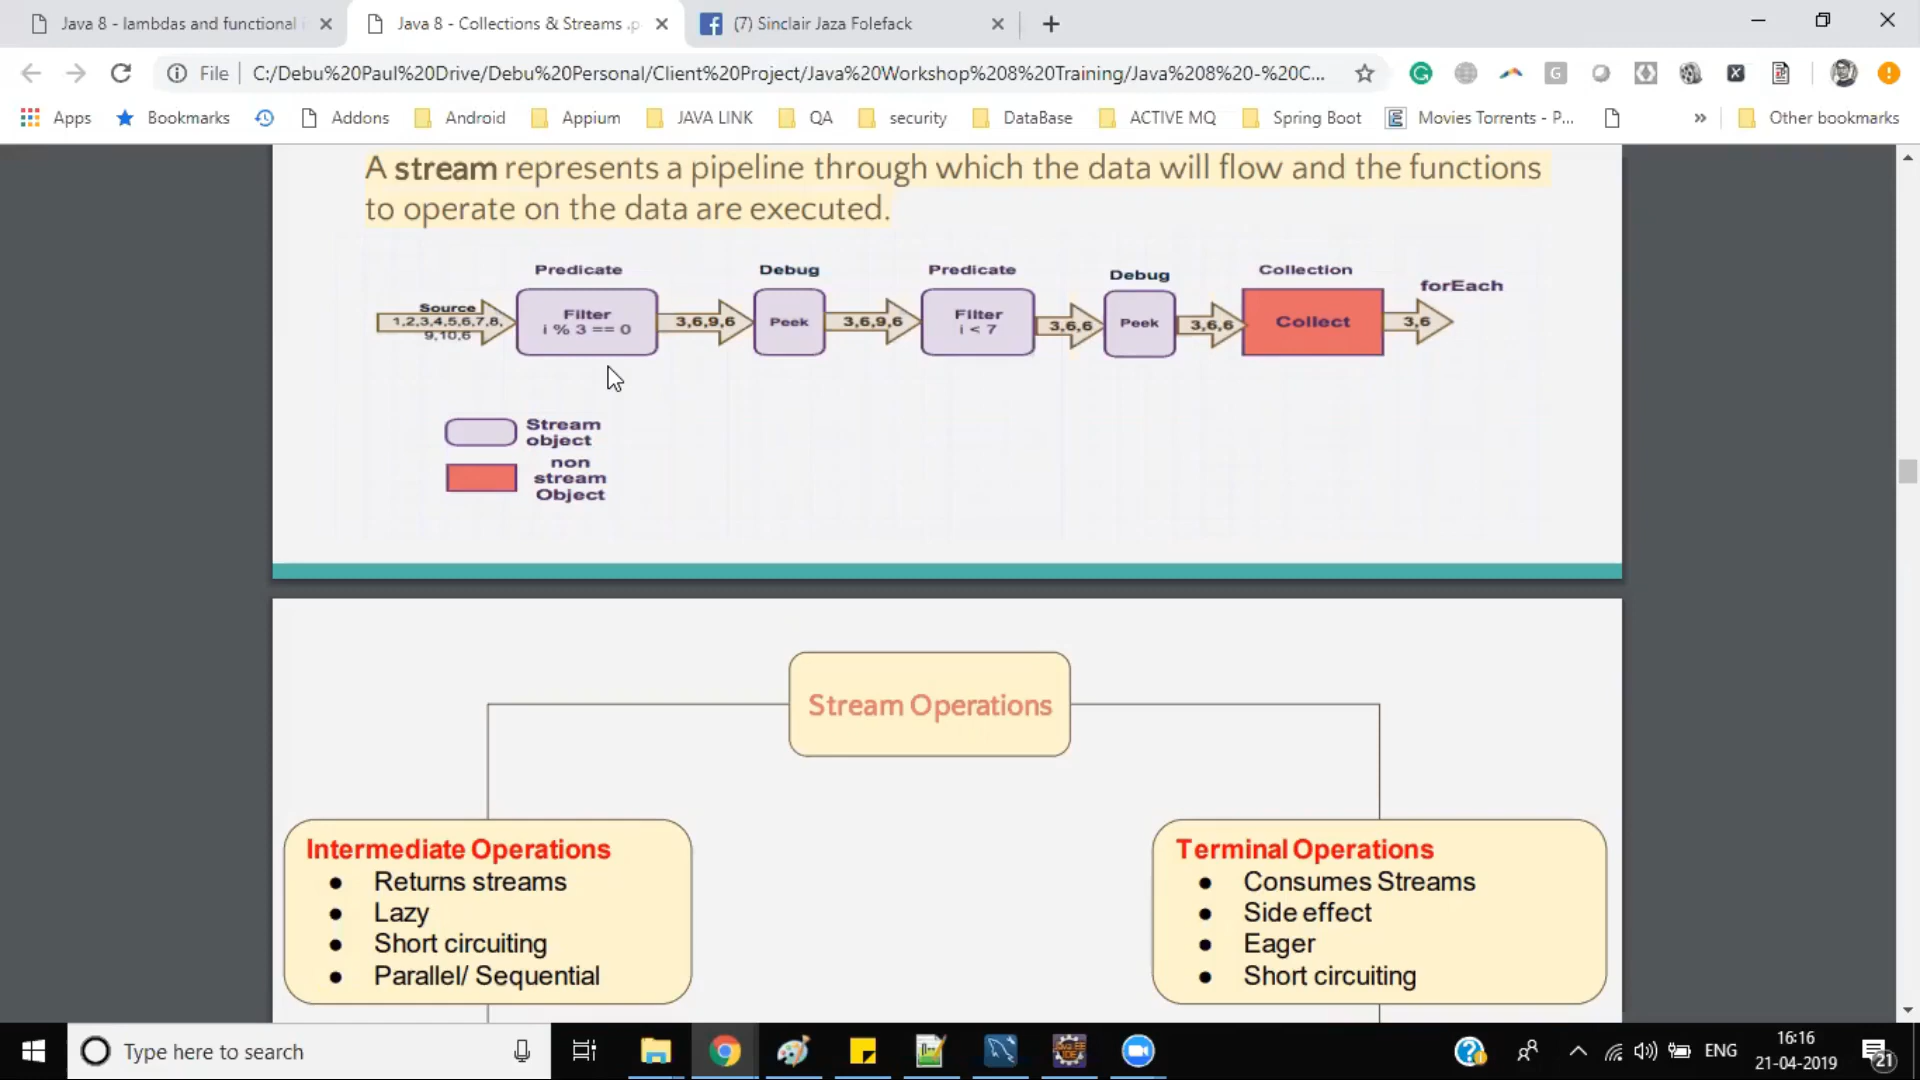 Java 8 - lambdas and functional
Java 8 - Collections & Streams .p
(7) Sinclair Jaza Folefack
File C:/Debu%20Paul%20Drive/Debu%20Personal/Client%20Project/Java%20Workshop%208%20Training/Java%208%20-%20C...
Apps Bookmarks Addons Android Appium JAVA LINK QA security DataBase ACTIVE MQ Spring Boot Movies Torrents - P... » Other bookmarks
A stream represents a pipeline through which the data will flow and the functions
to operate on the data are executed.
Predicate Debug Predicate Debug Collection forEach
Source
1,2,3,4,5,6,7,8,
9,10,6
Filter
i % 3 == 0
3,6,9,6
Peek
3,6,9,6
Filter
i < 7
3,6,6
Peek
3,6,6
Collect
3,6
Stream
object
non
stream
Object
Stream Operations
Intermediate Operations
● Returns streams
● Lazy
● Short circuiting
● Parallel/ Sequential
Terminal Operations
● Consumes Streams
● Side effect
● Eager
● Short circuiting
Type here to search
ENG
16:16
21-04-2019
21